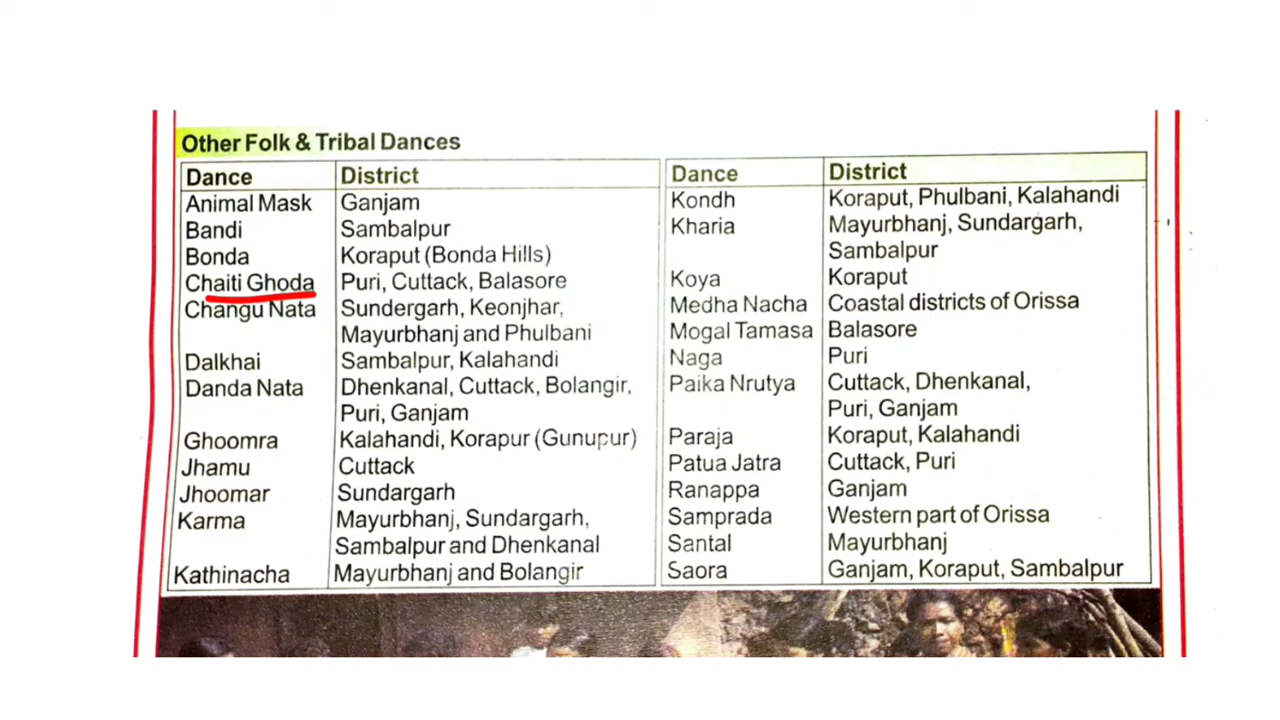 Other Folk & Tribal Dances
Dance District
Animal Mask Ganjam
Bandi Sambalpur
Bonda Koraput (Bonda Hills)
Chaiti Ghoda Puri, Cuttack, Balasore
Changu Nata Sundergarh, Keonjhar,
Mayurbhanj and Phulbani
Dalkhai Sambalpur, Kalahandi
Danda Nata Dhenkanal, Cuttack, Bolangir,
Puri, Ganjam
Ghoomra Kalahandi, Korapur (Gunupur)
Jhamu Cuttack
Jhoomar Sundargarh
Karma Mayurbhanj, Sundargarh,
Sambalpur and Dhenkanal
Kathinacha Mayurbhanj and Bolangir
Dance District
Kondh Koraput, Phulbani, Kalahandi
Kharia Mayurbhanj, Sundargarh,
Sambalpur
Koya Koraput
Medha Nacha Coastal districts of Orissa
Mogal Tamasa Balasore
Naga Puri
Paika Nrutya Cuttack, Dhenkanal,
Puri, Ganjam
Paraja Koraput, Kalahandi
Patua Jatra Cuttack, Puri
Ranappa Ganjam
Samprada Western part of Orissa
Santal Mayurbhanj
Saora Ganjam, Koraput, Sambalpur